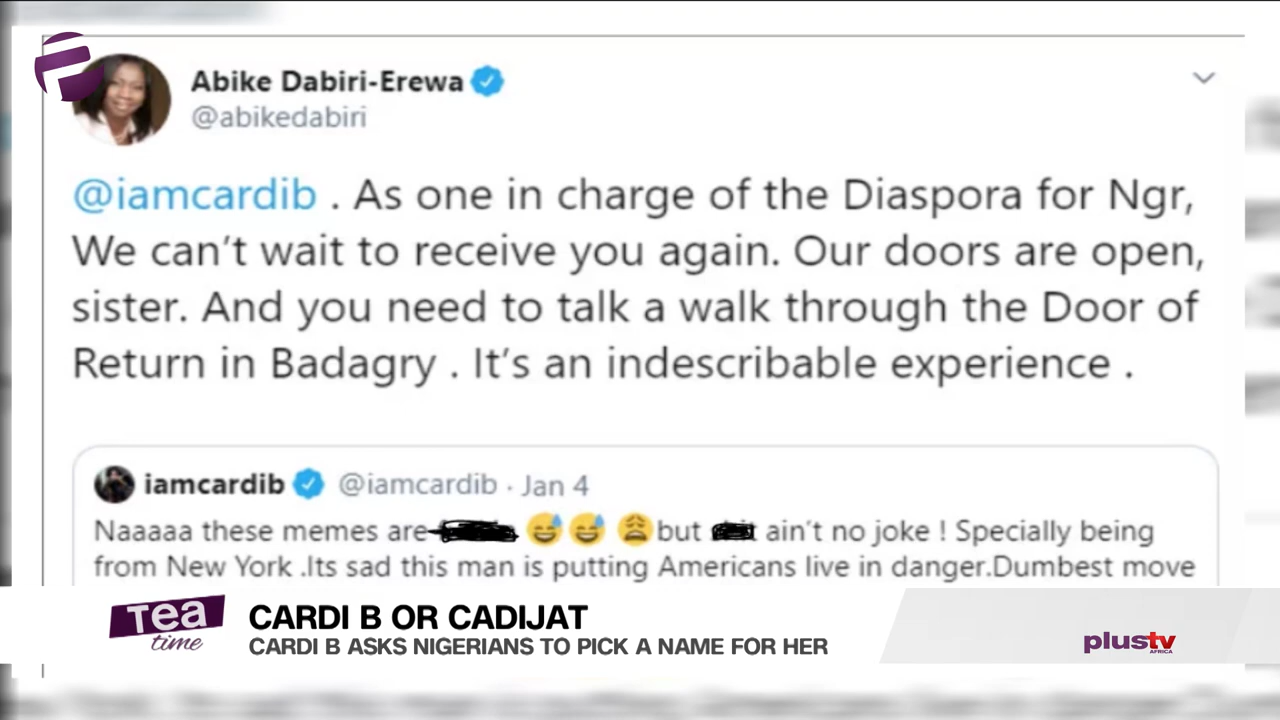 Abike Dabiri-Erewa
@abikedabiri
@iamcardib . As one in charge of the Diaspora for Ngr,
We can't wait to receive you again. Our doors are open,
sister. And you need to talk a walk through the Door of
Return in Badagry . It's an indescribable experience .
iamcardib @iamcardib · Jan 4
Naaaaa these memes are 😅 😅 😩 but ain't no joke ! Specially being
from New York .Its sad this man is putting Americans live in danger.Dumbest move
Tea
time
CARDI B OR CADIJAT
CARDI B ASKS NIGERIANS TO PICK A NAME FOR HER
plustv
AFRICA